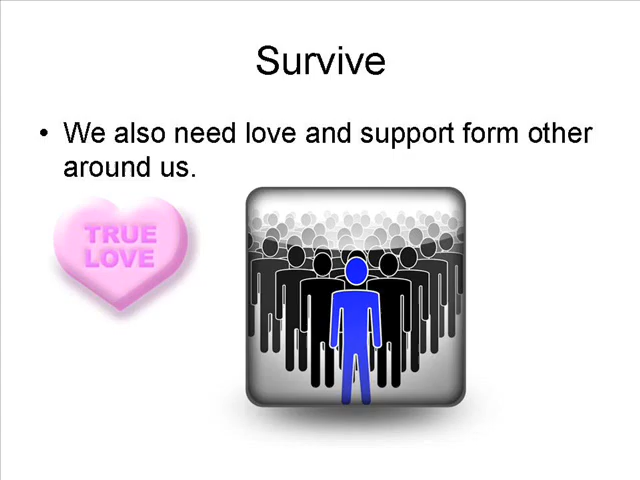 Survive
• We also need love and support form other
around us.
TRUE
LOVE